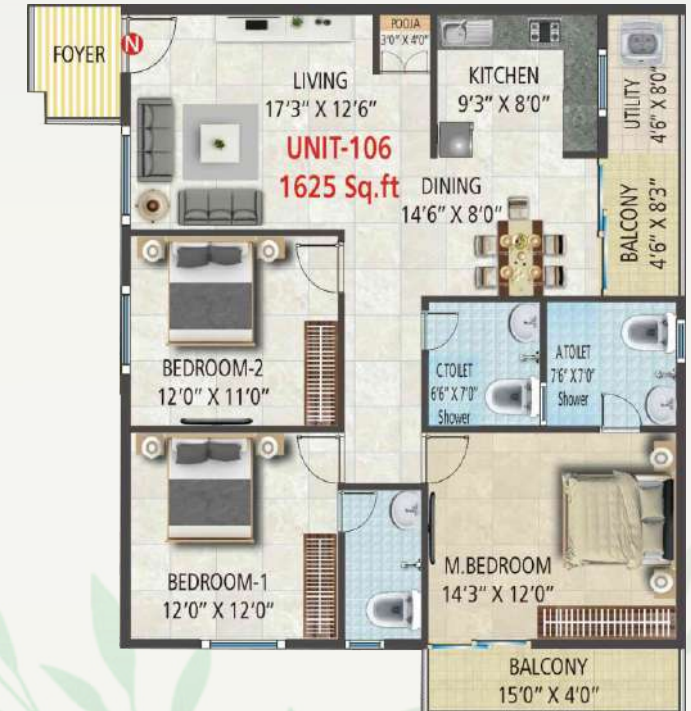 FOYER
N
POOJA
3'0" X 4'0"
LIVING
17'3" X 12'6"
KITCHEN
9'3" X 8'0"
UTILITY
4'6" X 8'0"
UNIT-106
1625 Sq.ft
DINING
14'6" X 8'0"
BALCONY
4'6" X 8'3"
BEDROOM-2
12'0" X 11'0"
C.TOILET
6'6" X 7'0"
Shower
A.TOILET
7'6" X 7'0"
Shower
BEDROOM-1
12'0" X 12'0"
M.BEDROOM
14'3" X 12'0"
BALCONY
15'0" X 4'0"